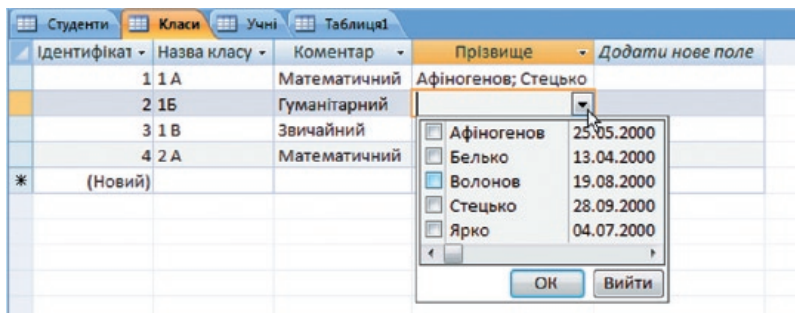 Студенти Класи Учні Таблиця1
Ідентифікат Назва класу Коментар Прізвище Додати нове поле
1 1 А Математичний Афіногенов; Стецько
2 1Б Гуманітарний
3 1 В Звичайний
4 2 А Математичний
* (Новий)
Афіногенов 25.05.2000
Белько 13.04.2000
Волонов 19.08.2000
Стецько 28.09.2000
Ярко 04.07.2000
ОК Вийти